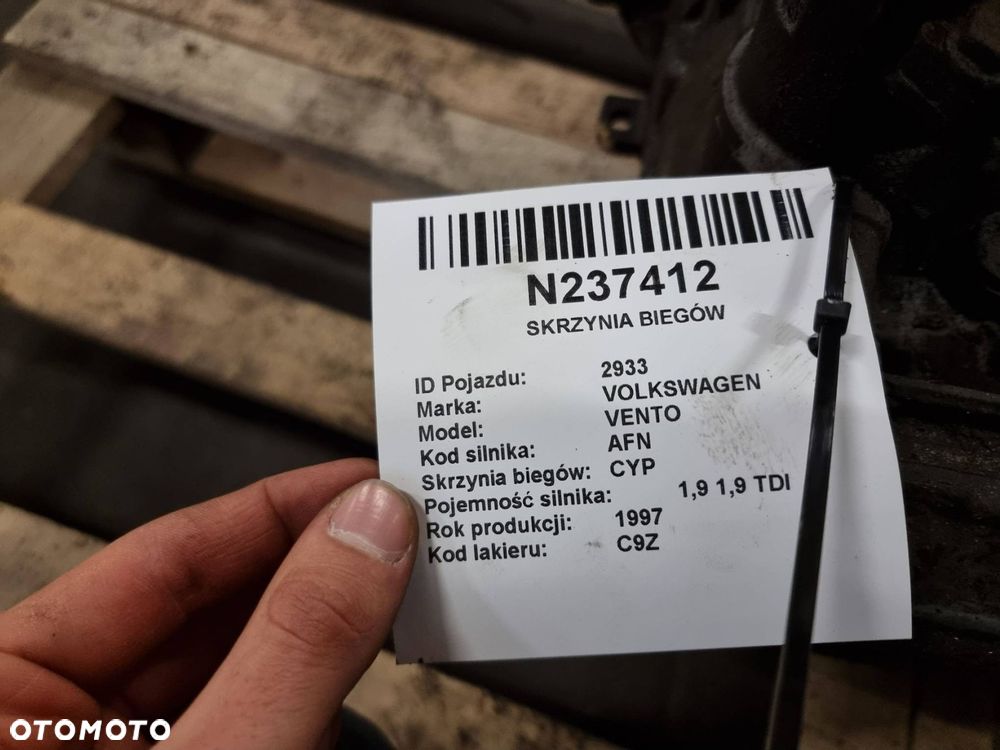 N237412
SKRZYNIA BIEGÓW
ID Pojazdu: 2933
Marka: VOLKSWAGEN
Model: VENTO
Kod silnika: AFN
Skrzynia biegów: CYP
Pojemność silnika: 1,9 1,9 TDI
Rok produkcji: 1997
Kod lakieru: C9Z
OTOMOTO